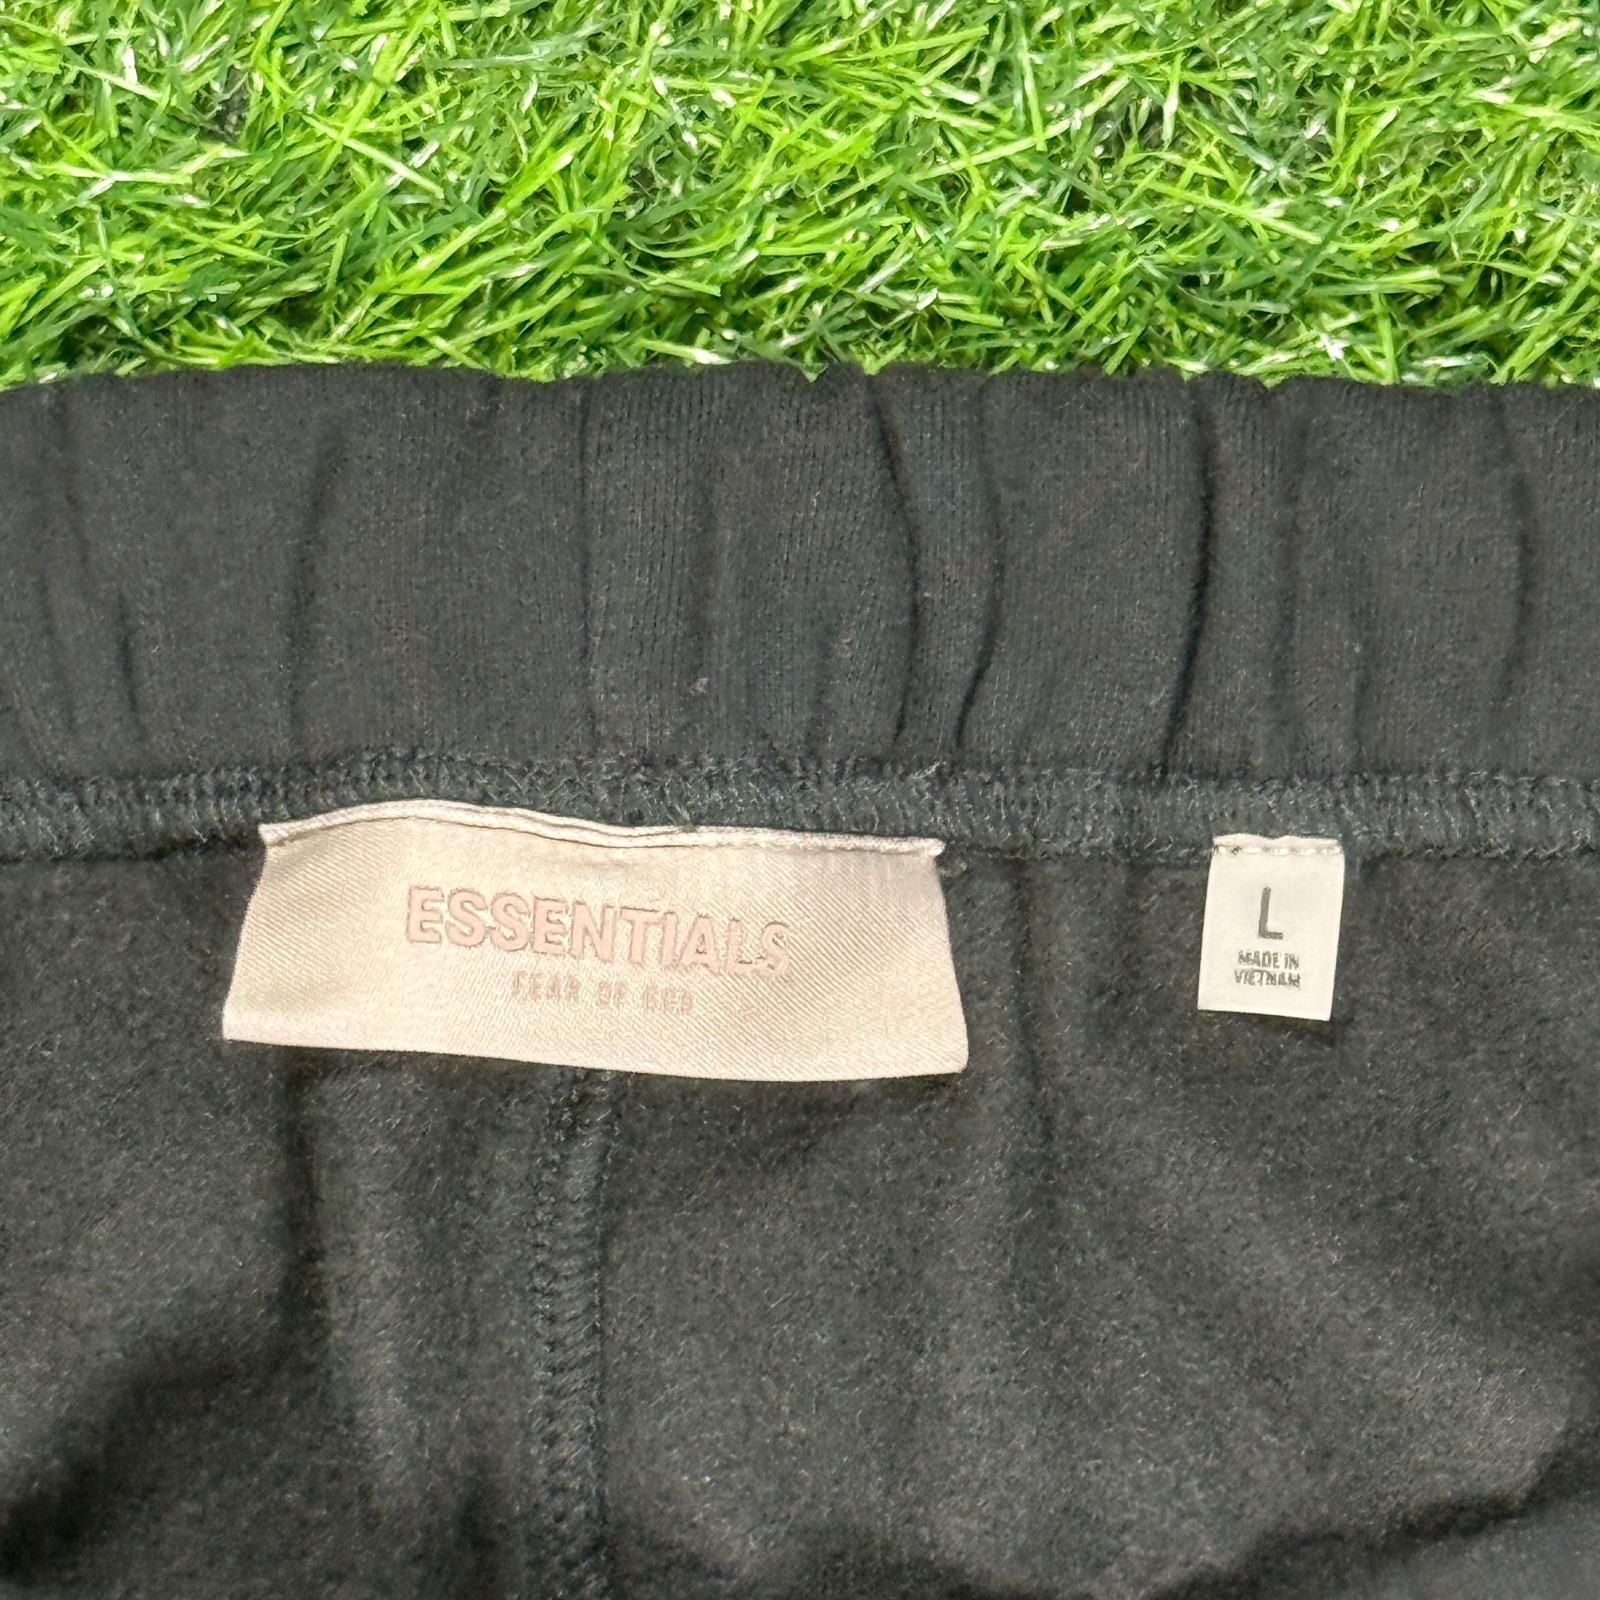 ESSENTIALS
FEAR OF GOD
L
MADE IN
VIETNAM